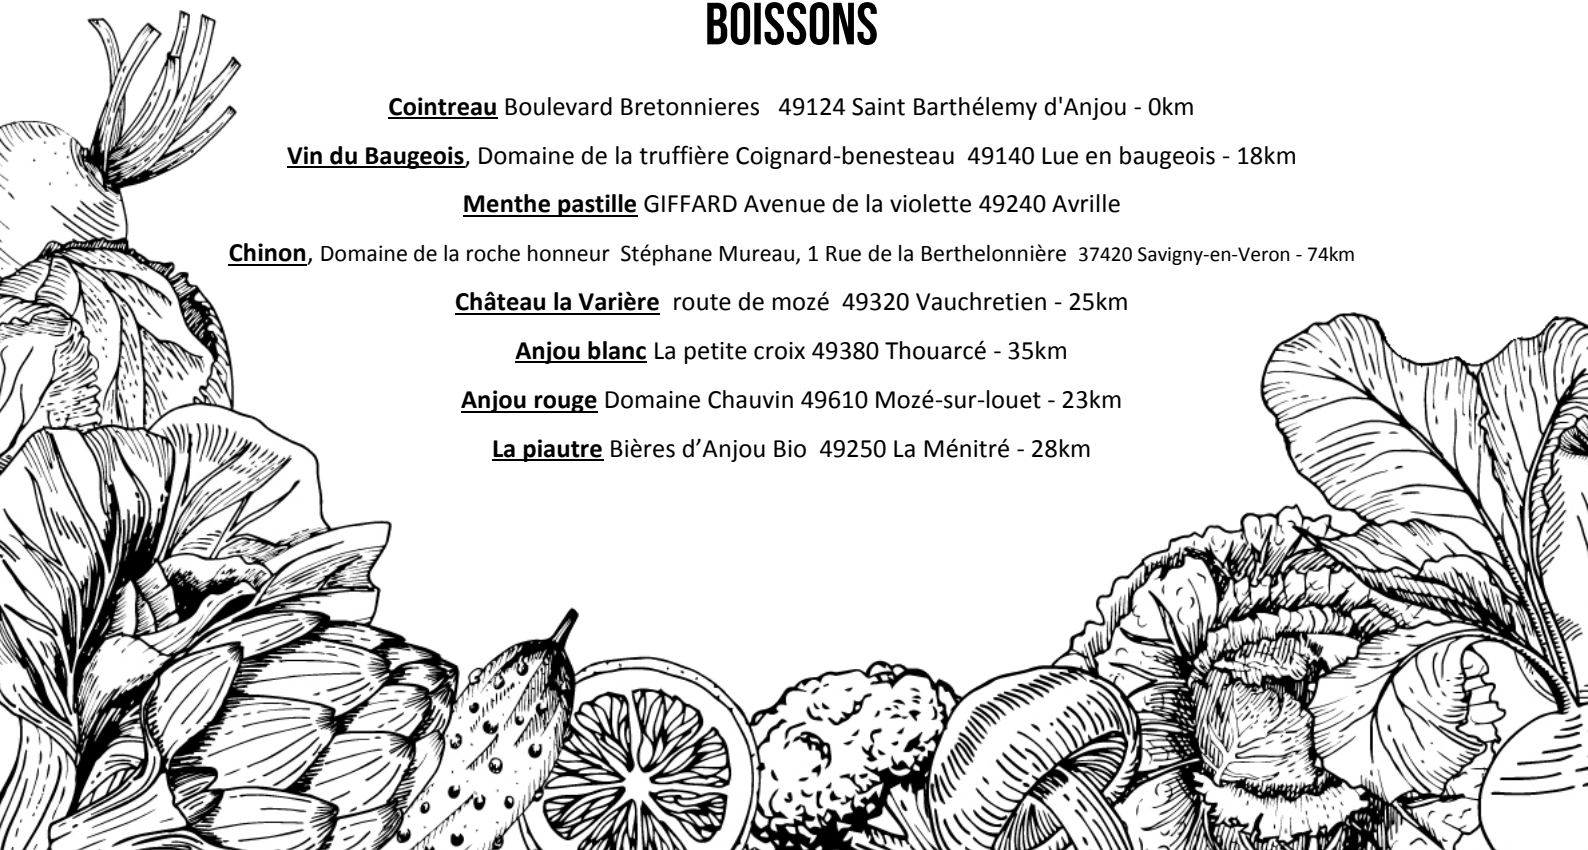 BOISSONS
Cointreau Boulevard Bretonnieres 49124 Saint Barthélemy d'Anjou - 0km
Vin du Baugeois, Domaine de la truffière Coignard-benesteau 49140 Lue en baugeois - 18km
Menthe pastille GIFFARD Avenue de la violette 49240 Avrille
Chinon, Domaine de la roche honneur Stéphane Mureau, 1 Rue de la Berthelonnière 37420 Savigny-en-Veron - 74km
Château la Varière route de mozé 49320 Vauchretien - 25km
Anjou blanc La petite croix 49380 Thouarcé - 35km
Anjou rouge Domaine Chauvin 49610 Mozé-sur-louet - 23km
La piautre Bières d’Anjou Bio 49250 La Ménitré - 28km